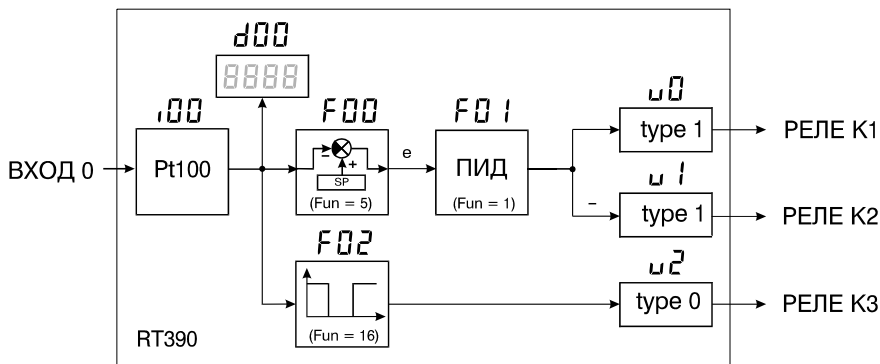 d00
8888
ι00
F00
F01
u0
ВХОД 0
Pt100
−
+
SP
(Fun = 5)
e
ПИД
(Fun = 1)
type 1
РЕЛЕ К1
u1
−
type 1
РЕЛЕ К2
F02
(Fun = 16)
u2
type 0
РЕЛЕ К3
RT390